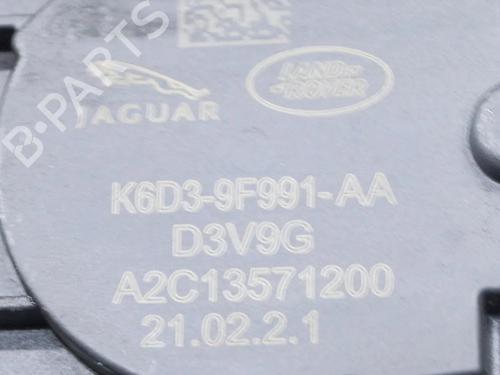 B-PARTS
JAGUAR
LAND-
-ROVER
K6D3-9F991-AA
D3V9G
A2C13571200
21.02.2.1